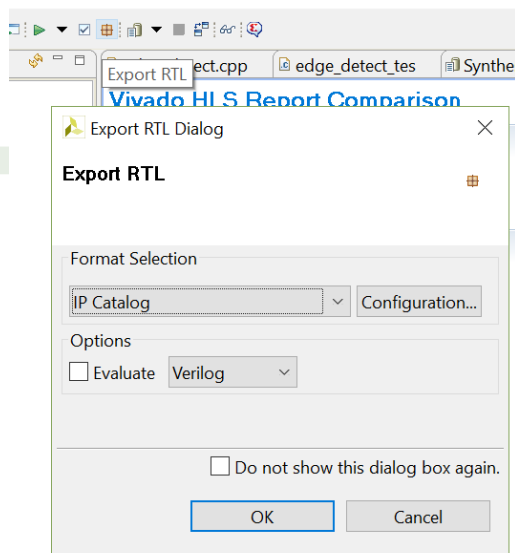 ect.cpp
edge_detect_tes
Synthe
Export RTL
Vivado HLS Report Comparison
Export RTL Dialog
Export RTL
Format Selection
IP Catalog
Configuration...
Options
Evaluate
Verilog
Do not show this dialog box again.
OK
Cancel